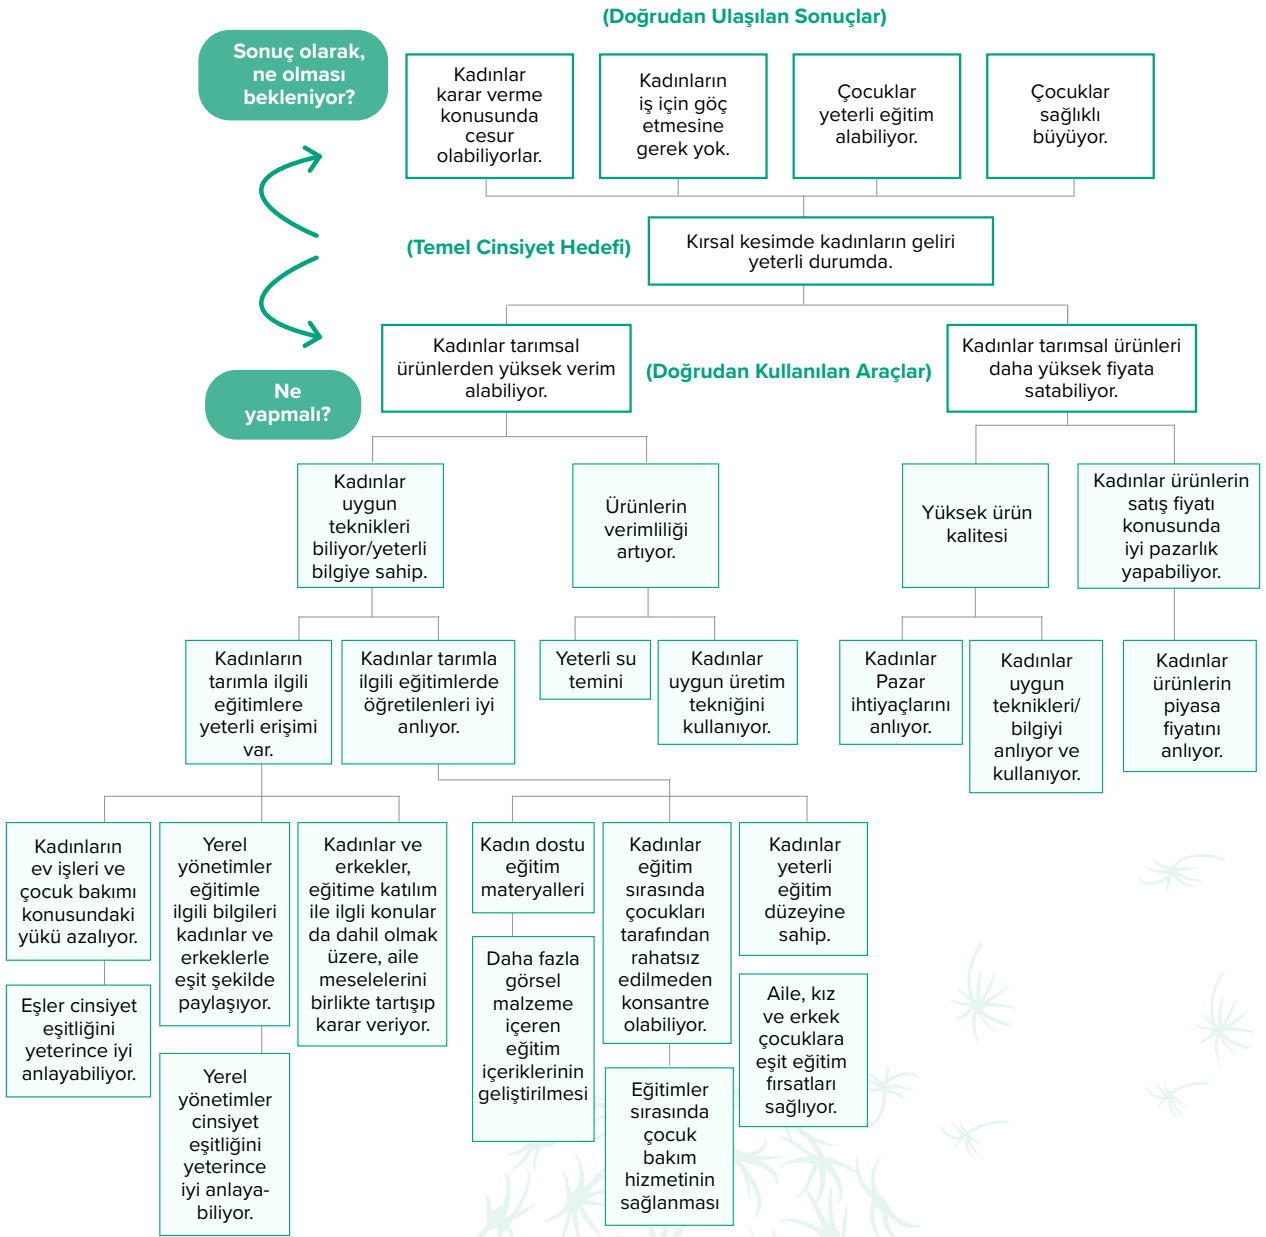 (Doğrudan Ulaşılan Sonuçlar)
Sonuç olarak,
ne olması
bekleniyor?
Kadınlar
karar verme
konusunda
cesur
olabiliyorlar.
Kadınların
iş için göç
etmesine
gerek yok.
Çocuklar
yeterli eğitim
alabiliyor.
Çocuklar
sağlıklı
büyüyor.
(Temel Cinsiyet Hedefi)
Kırsal kesimde kadınların geliri
yeterli durumda.
Ne
yapmalı?
Kadınlar tarımsal
ürünlerden yüksek verim
alabiliyor.
(Doğrudan Kullanılan Araçlar)
Kadınlar tarımsal ürünleri
daha yüksek fiyata
satabiliyor.
Kadınlar
uygun
teknikleri
biliyor/yeterli
bilgiye sahip.
Ürünlerin
verimliliği
artıyor.
Yüksek ürün
kalitesi
Kadınlar ürünlerin
satış fiyatı
konusunda
iyi pazarlık
yapabiliyor.
Kadınların
tarımla ilgili
eğitimlere
yeterli erişimi
var.
Kadınlar tarımla
ilgili eğitimlerde
öğretilenleri iyi
anlıyor.
Yeterli su
temini
Kadınlar
uygun üretim
tekniğini
kullanıyor.
Kadınlar
Pazar
ihtiyaçlarını
anlıyor.
Kadınlar
uygun
teknikleri/
bilgiyi
anlıyor ve
kullanıyor.
Kadınlar
ürünlerin
piyasa
fiyatını
anlıyor.
Kadınların
ev işleri ve
çocuk bakımı
konusundaki
yükü azalıyor.
Yerel
yönetimler
eğitimle
ilgili bilgileri
kadınlar ve
erkeklerle
eşit şekilde
paylaşıyor.
Kadınlar ve
erkekler,
eğitime katılım
ile ilgli konular
da dahil olmak
üzere, aile
meselelerini
birlikte tartışıp
karar veriyor.
Kadın dostu
eğitim
materyalleri
Kadınlar
eğitim
sırasında
çocukları
tarafından
rahatsız
edilmeden
konsantre
olabiliyor.
Kadınlar
yeterli
eğitim
düzeyine
sahip.
Eşler cinsiyet
eşitliğini
yeterince iyi
anlayabiliyor.
Yerel
yönetimler
cinsiyet
eşitliğini
yeterince
iyi anlaya-
biliyor.
Daha fazla
görsel
malzeme
içeren
eğitim
içeriklerinin
geliştirilmesi
Eğitimler
sırasında
çocuk
bakım
hizmetinin
sağlanması
Aile, kız
ve erkek
çocuklara
eşit eğitim
fırsatları
sağlıyor.